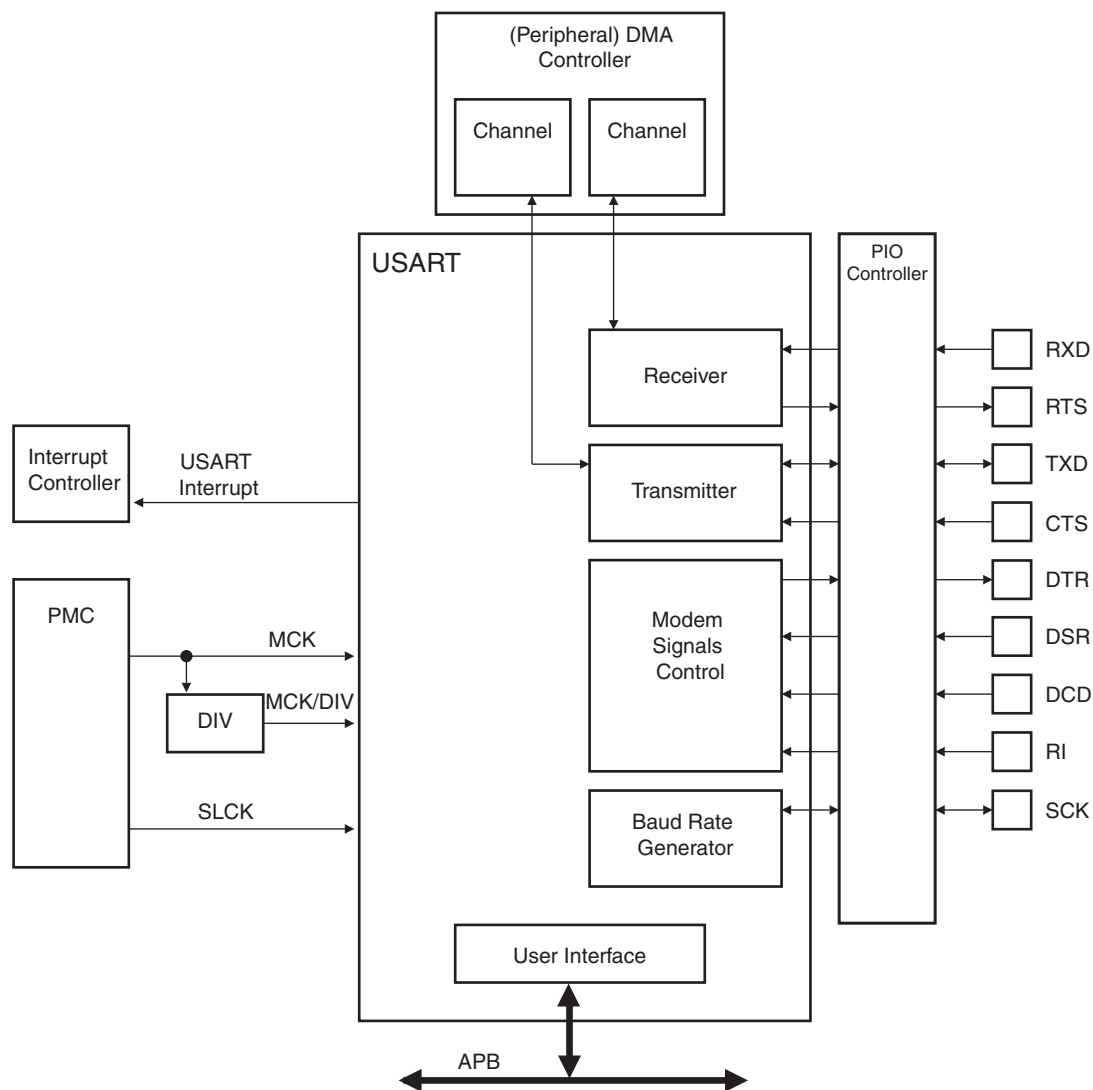 (Peripheral) DMA
Controller
Channel
Channel
USART
PIO
Controller
Receiver
RXD
RTS
Interrupt
Controller
USART
Interrupt
Transmitter
TXD
CTS
PMC
MCK
DIV
MCK/DIV
SLCK
Modem
Signals
Control
DTR
DSR
DCD
RI
Baud Rate
Generator
SCK
User Interface
APB